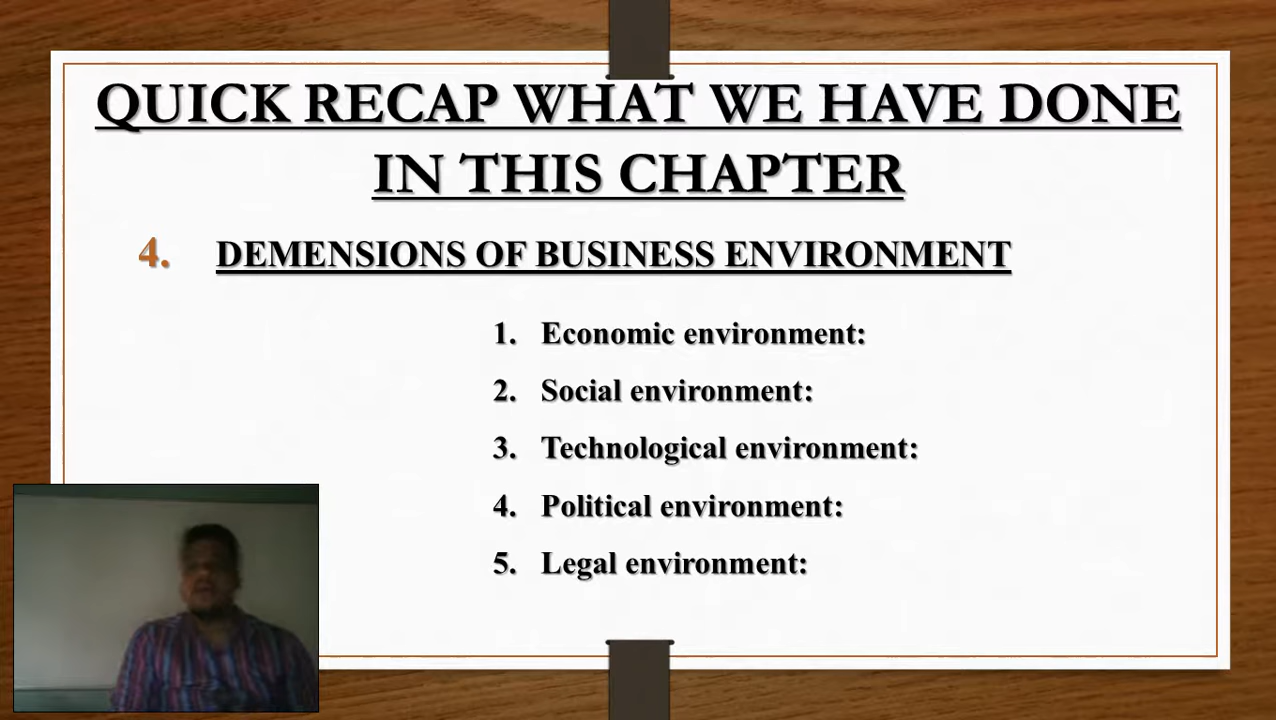 QUICK RECAP WHAT WE HAVE DONE
IN THIS CHAPTER
4. DEMENSIONS OF BUSINESS ENVIRONMENT
1. Economic environment:
2. Social environment:
3. Technological environment:
4. Political environment:
5. Legal environment: